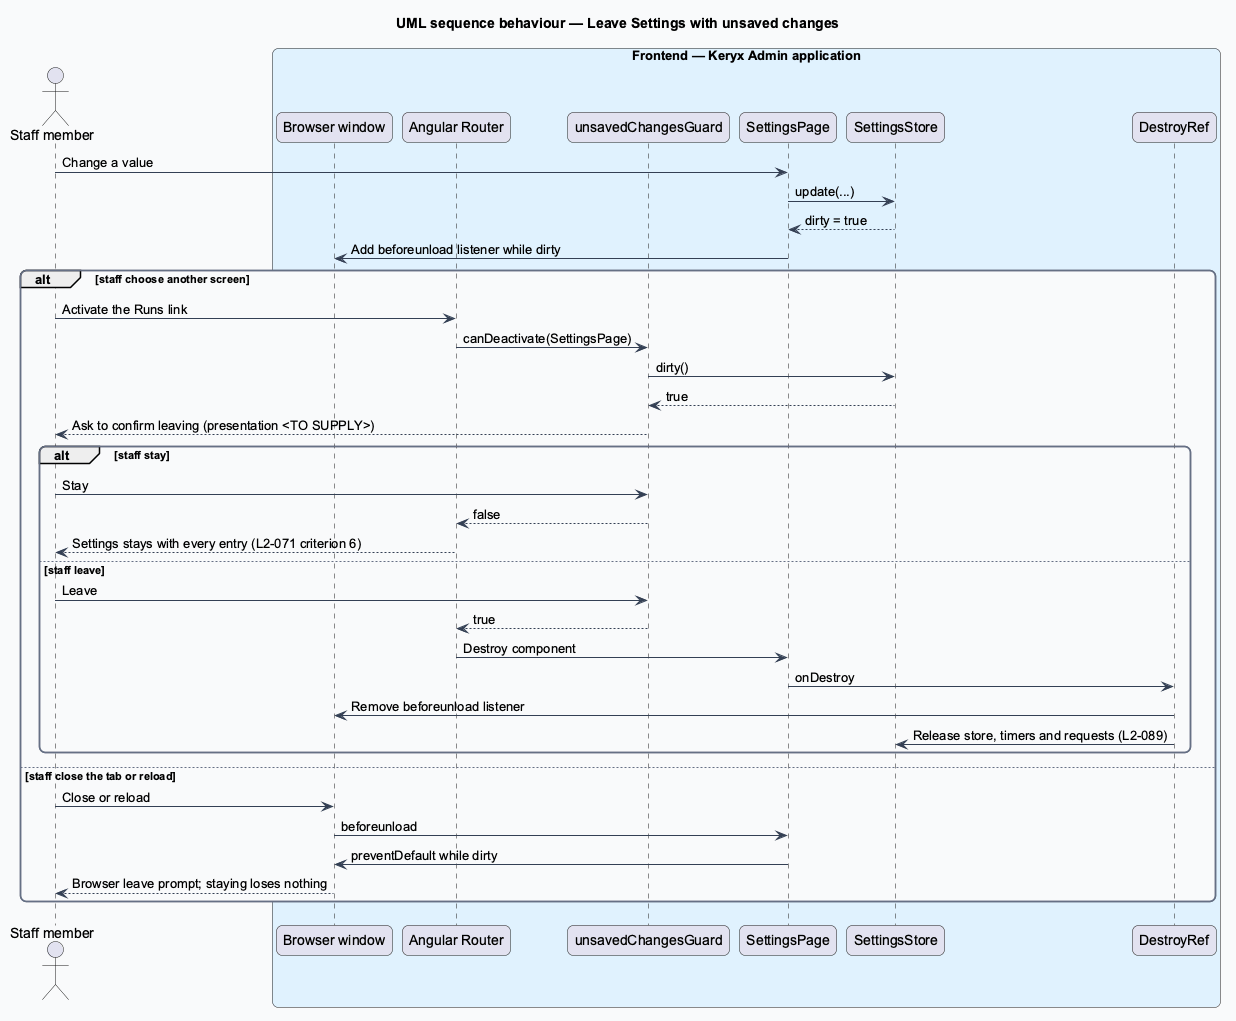 UML sequence behaviour — Leave Settings with unsaved changes
Frontend — Keryx Admin application
Staff member
Browser window
Angular Router
unsavedChangesGuard
SettingsPage
SettingsStore
DestroyRef
Change a value
update(...)
dirty = true
Add beforeunload listener while dirty
alt
[staff choose another screen]
Activate the Runs link
canDeactivate(SettingsPage)
dirty()
true
Ask to confirm leaving (presentation <TO SUPPLY>)
alt
[staff stay]
Stay
false
Settings stays with every entry (L2-071 criterion 6)
[staff leave]
Leave
true
Destroy component
onDestroy
Remove beforeunload listener
Release store, timers and requests (L2-089)
[staff close the tab or reload]
Close or reload
beforeunload
preventDefault while dirty
Browser leave prompt; staying loses nothing
Staff member
Browser window
Angular Router
unsavedChangesGuard
SettingsPage
SettingsStore
DestroyRef